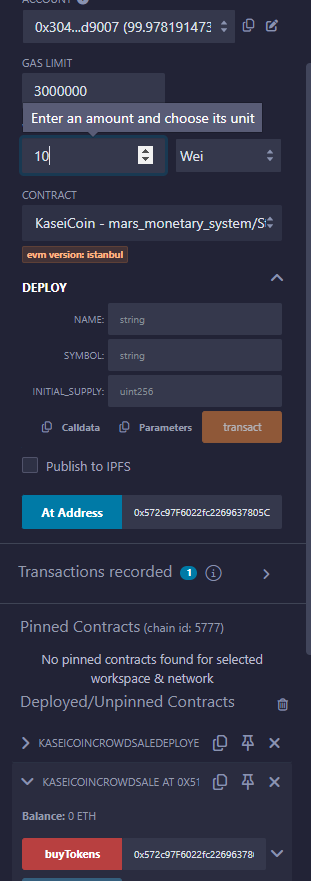 ACCOUNT
0x304...d9007 (99.978191473
GAS LIMIT
3000000
Enter an amount and choose its unit
10
Wei
CONTRACT
KaseiCoin - mars_monetary_system/St
evm version: istanbul
DEPLOY
NAME:
string
SYMBOL:
string
INITIAL_SUPPLY:
uint256
Calldata
Parameters
transact
Publish to IPFS
At Address
0x572c97F6022fc2269637805C
Transactions recorded
1
i
Pinned Contracts (chain id: 5777)
No pinned contracts found for selected
workspace & network
Deployed/Unpinned Contracts
KASEICOINCROWDSALEDEPLOYE
KASEICOINCROWDSALE AT 0X51
Balance: 0 ETH
buyTokens
0x572c97F6022fc226963780